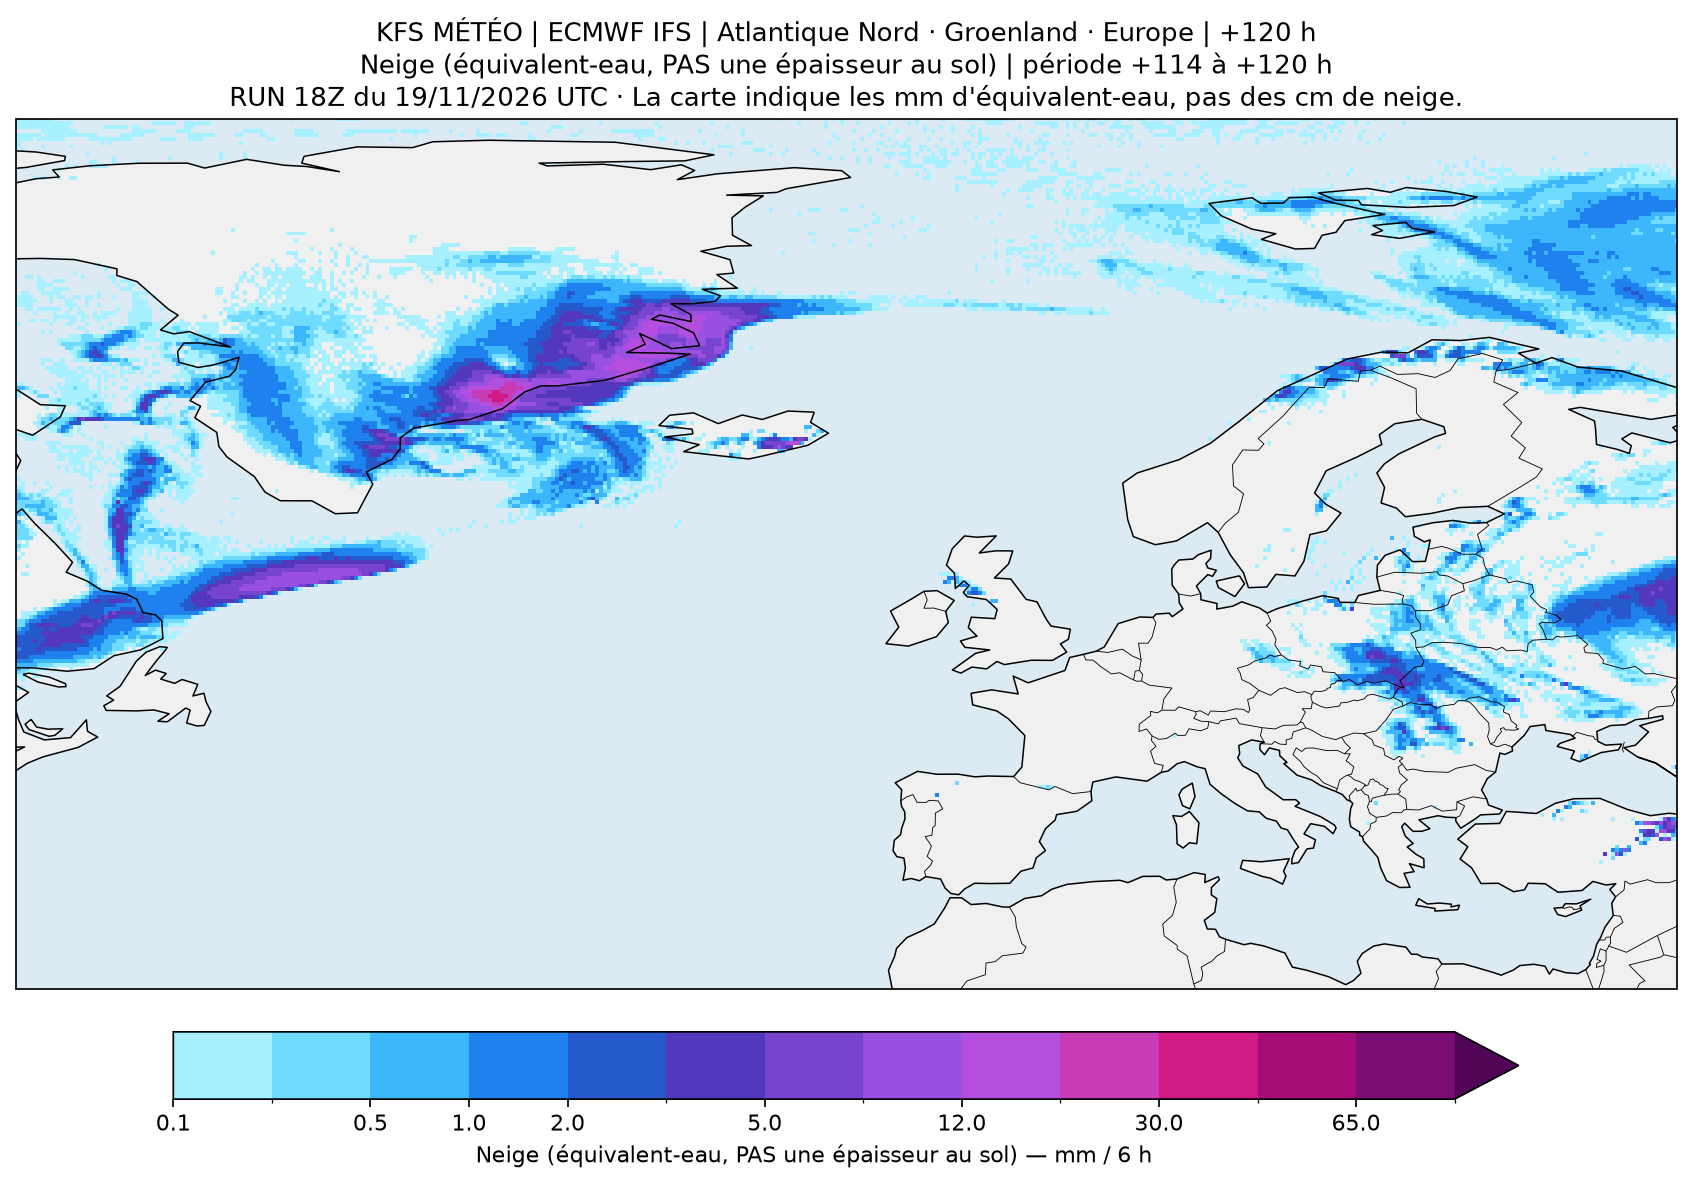 KFS MÉTÉO | ECMWF IFS | Atlantique Nord · Groenland · Europe | +120 h
Neige (équivalent-eau, PAS une épaisseur au sol) | période +114 à +120 h
RUN 18Z du 19/11/2026 UTC · La carte indique les mm d'équivalent-eau, pas des cm de neige.
0.1 0.5 1.0 2.0 5.0 12.0 30.0 65.0
Neige (équivalent-eau, PAS une épaisseur au sol) — mm / 6 h